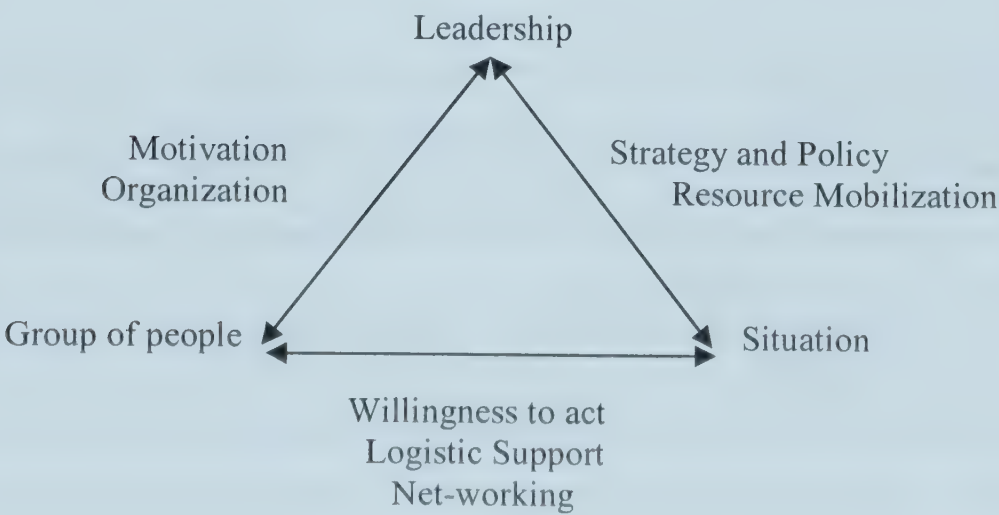 Leadership
Motivation
Organization
Strategy and Policy
Resource Mobilization
Group of people
Situation
Willingness to act
Logistic Support
Net-working